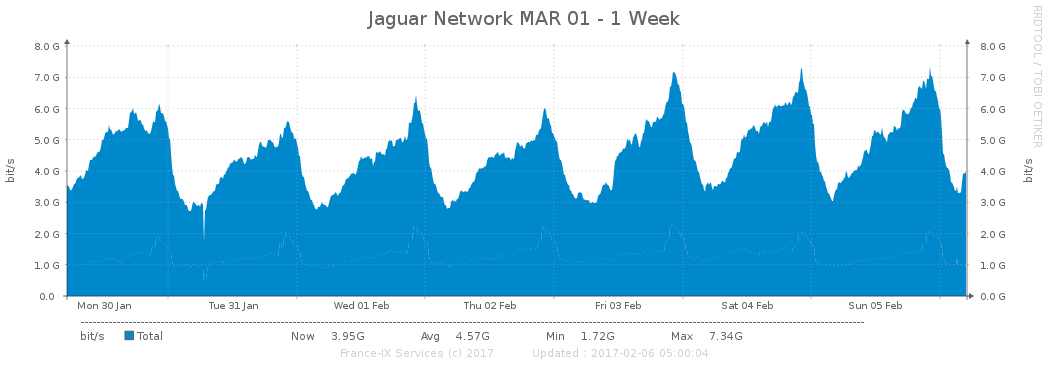 Jaguar Network MAR 01 - 1 Week
RRDTOOL / TOBI OETIKER
bit/s
8.0 G
7.0 G
6.0 G
5.0 G
4.0 G
3.0 G
2.0 G
1.0 G
0.0
8.0 G
7.0 G
6.0 G
5.0 G
4.0 G
3.0 G
2.0 G
1.0 G
0.0 G
bit/s
Mon 30 Jan Tue 31 Jan Wed 01 Feb Thu 02 Feb Fri 03 Feb Sat 04 Feb Sun 05 Feb
bit/s Total Now 3.95G Avg 4.57G Min 1.72G Max 7.34G
France-IX Services (c) 2017 Updated : 2017-02-06 05:00:04